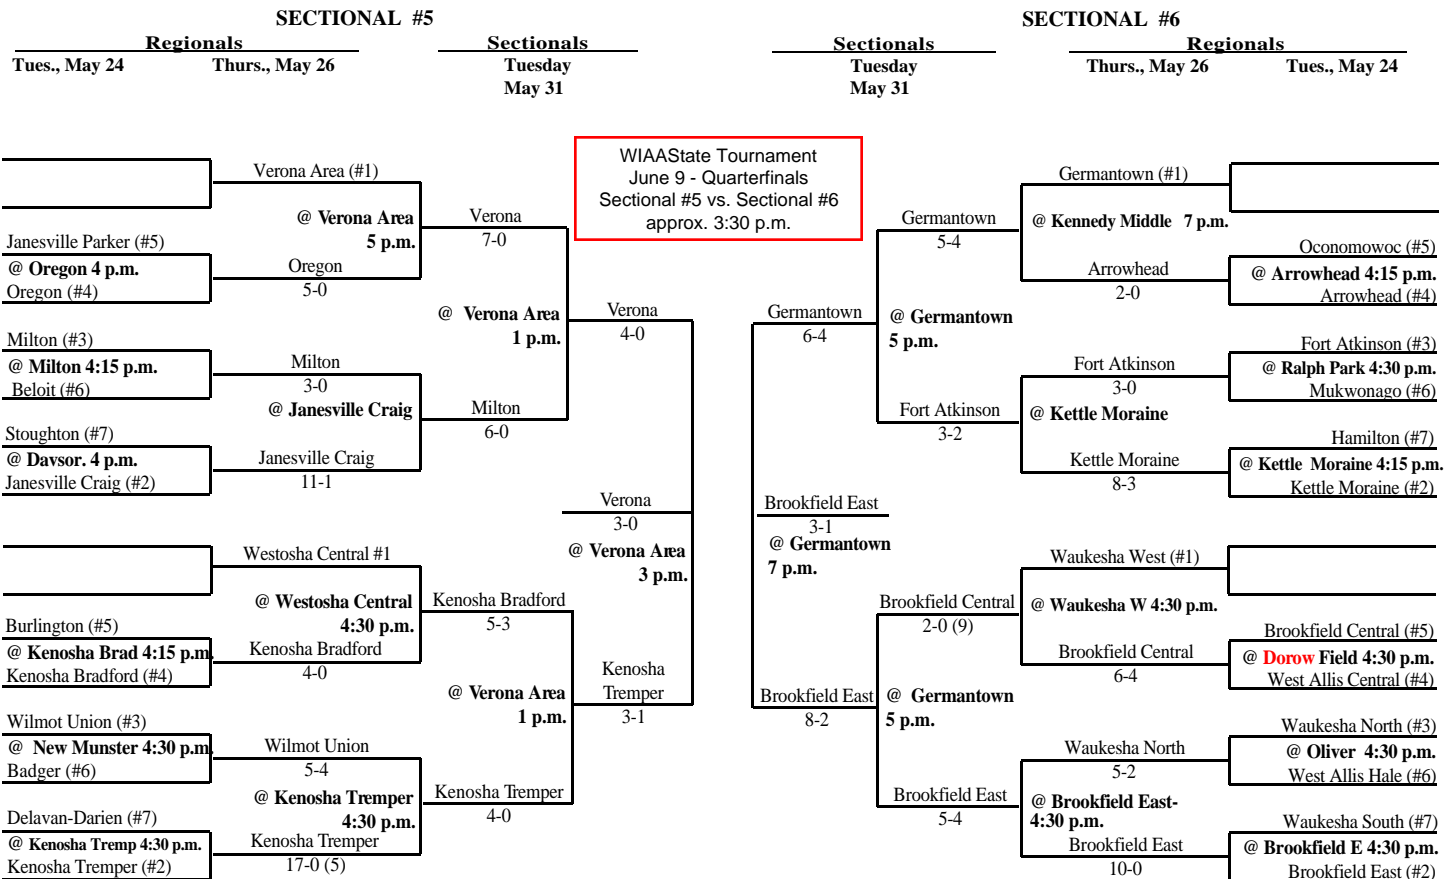 SECTIONAL #5
Regionals
Sectionals
Tues., May 24
Thurs., May 26
Tuesday
May 31
Verona Area (#1)
@ Verona Area
5 p.m.
Verona
7-0
Janesville Parker (#5)
@ Oregon 4 p.m.
Oregon (#4)
Oregon
5-0
@ Verona Area
1 p.m.
Verona
4-0
Milton (#3)
@ Milton 4:15 p.m.
Beloit (#6)
Milton
3-0
@ Janesville Craig
Milton
6-0
Stoughton (#7)
@ Davsor. 4 p.m.
Janesville Craig (#2)
Janesville Craig
11-1
Verona
3-0
@ Verona Area
3 p.m.
Westosha Central #1
@ Westosha Central
4:30 p.m.
Kenosha Bradford
5-3
Burlington (#5)
@ Kenosha Brad 4:15 p.m.
Kenosha Bradford (#4)
Kenosha Bradford
4-0
@ Verona Area
1 p.m.
Kenosha
Tremper
3-1
Wilmot Union (#3)
@ New Munster 4:30 p.m.
Badger (#6)
Wilmot Union
5-4
@ Kenosha Tremper
4:30 p.m.
Kenosha Tremper
4-0
Delavan-Darien (#7)
@ Kenosha Tremp 4:30 p.m.
Kenosha Tremper (#2)
Kenosha Tremper
17-0 (5)
WIAAState Tournament
June 9 - Quarterfinals
Sectional #5 vs. Sectional #6
approx. 3:30 p.m.
SECTIONAL #6
Sectionals
Regionals
Tuesday
May 31
Thurs., May 26
Tues., May 24
Germantown (#1)
Germantown
5-4
@ Kennedy Middle 7 p.m.
Oconomowoc (#5)
@ Arrowhead 4:15 p.m.
Arrowhead (#4)
Arrowhead
2-0
Germantown
6-4
@ Germantown
5 p.m.
Fort Atkinson (#3)
@ Ralph Park 4:30 p.m.
Mukwonago (#6)
Fort Atkinson
3-0
Fort Atkinson
3-2
@ Kettle Moraine
Hamilton (#7)
@ Kettle Moraine 4:15 p.m.
Kettle Moraine (#2)
Kettle Moraine
8-3
Brookfield East
3-1
@ Germantown
7 p.m.
Waukesha West (#1)
Brookfield Central
2-0 (9)
@ Waukesha W 4:30 p.m.
Brookfield Central (#5)
@ Dorow Field 4:30 p.m.
West Allis Central (#4)
Brookfield Central
6-4
Brookfield East
8-2
@ Germantown
5 p.m.
Waukesha North (#3)
@ Oliver 4:30 p.m.
West Allis Hale (#6)
Waukesha North
5-2
Brookfield East
5-4
@ Brookfield East-
4:30 p.m.
Waukesha South (#7)
@ Brookfield E 4:30 p.m.
Brookfield East (#2)
Brookfield East
10-0